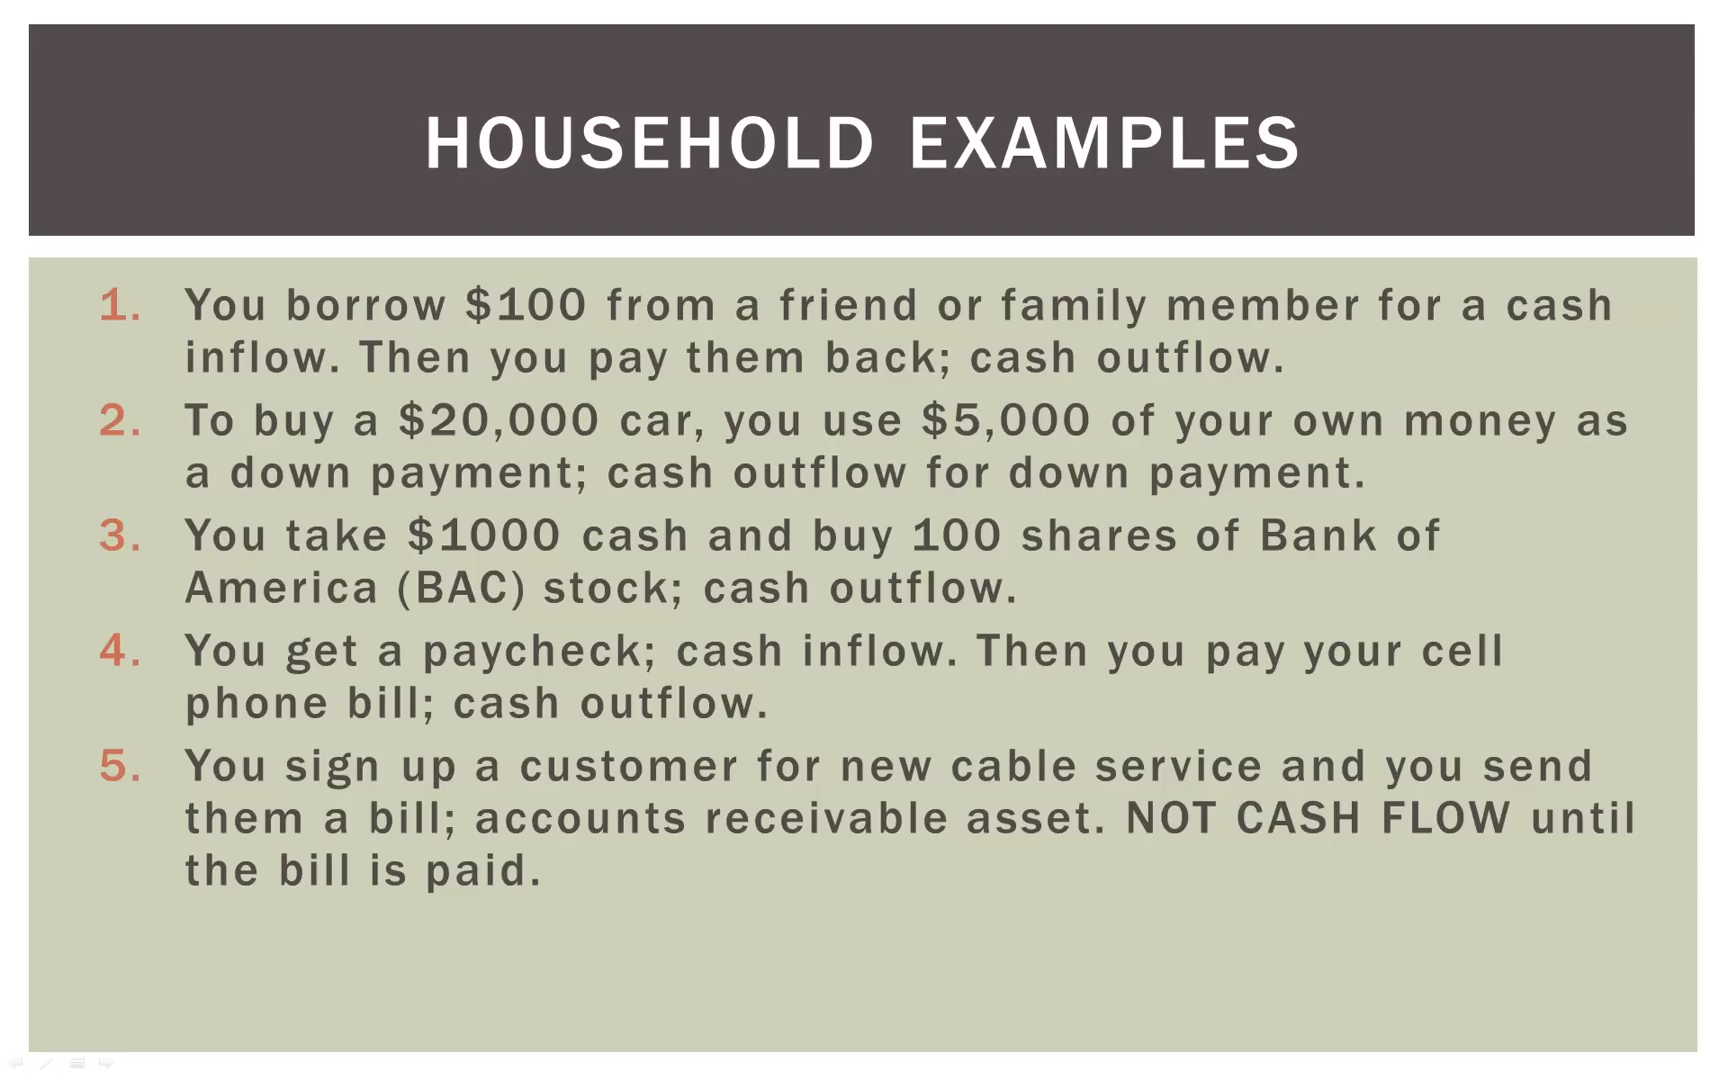 HOUSEHOLD EXAMPLES
1. You borrow $100 from a friend or family member for a cash
inflow. Then you pay them back; cash outflow.
2. To buy a $20,000 car, you use $5,000 of your own money as
a down payment; cash outflow for down payment.
3. You take $1000 cash and buy 100 shares of Bank of
America (BAC) stock; cash outflow.
4. You get a paycheck; cash inflow. Then you pay your cell
phone bill; cash outflow.
5. You sign up a customer for new cable service and you send
them a bill; accounts receivable asset. NOT CASH FLOW until
the bill is paid.